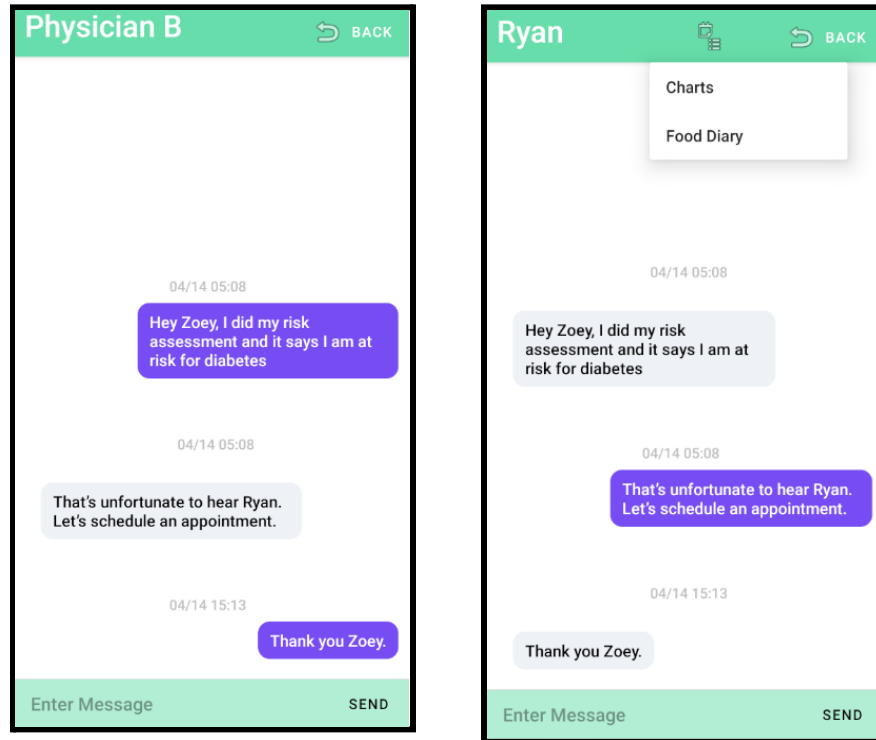 Physician B
BACK
04/14 05:08
Hey Zoey, I did my risk
assessment and it says I am at
risk for diabetes
04/14 05:08
That's unfortunate to hear Ryan.
Let's schedule an appointment.
04/14 15:13
Thank you Zoey.
Enter Message
SEND
Ryan
BACK
Charts
Food Diary
04/14 05:08
Hey Zoey, I did my risk
assessment and it says I am at
risk for diabetes
04/14 05:08
That's unfortunate to hear Ryan.
Let's schedule an appointment.
04/14 15:13
Thank you Zoey.
Enter Message
SEND